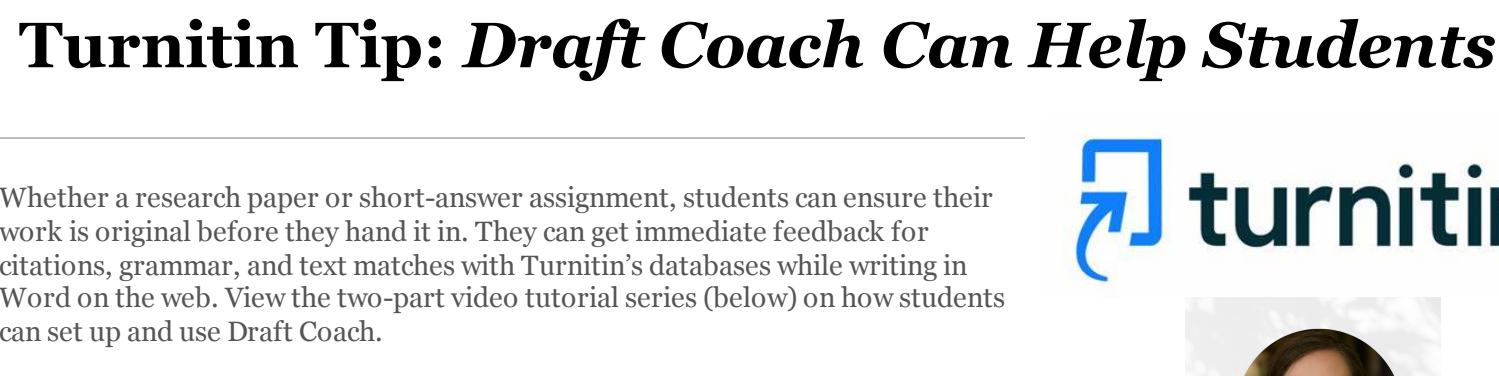 Turnitin Tip: Draft Coach Can Help Students
Whether a research paper or short-answer assignment, students can ensure their
work is original before they hand it in. They can get immediate feedback for
citations, grammar, and text matches with Turnitin’s databases while writing in
Word on the web. View the two-part video tutorial series (below) on how students
can set up and use Draft Coach.
turnitin